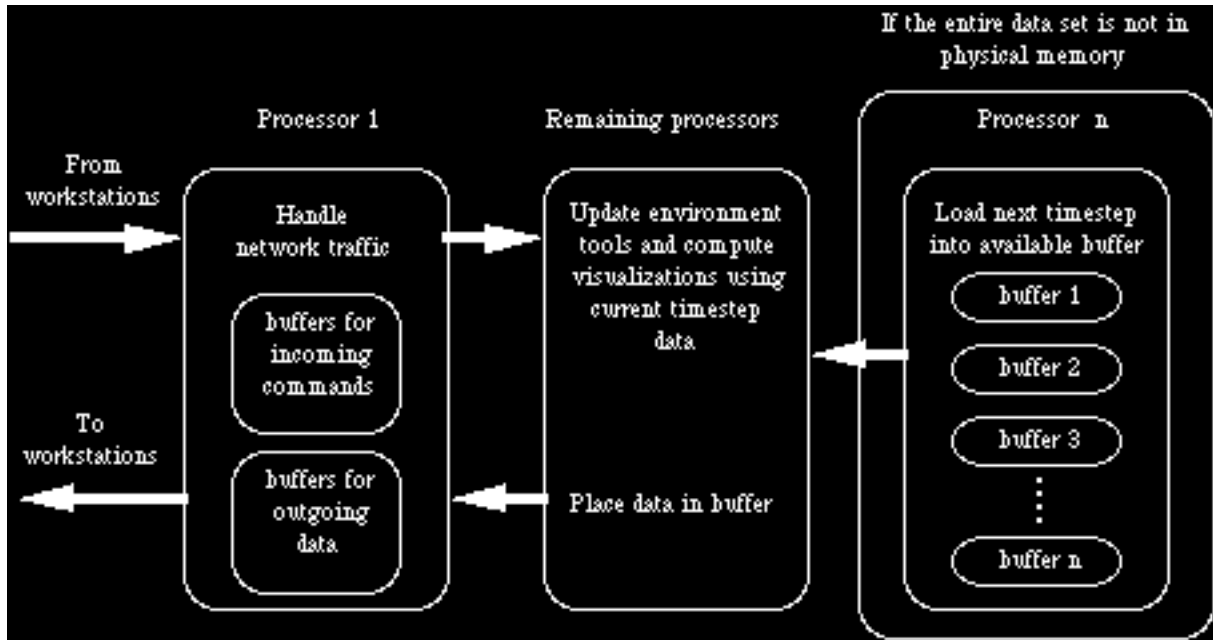 If the entire data set is not in
physical memory
Processor 1
Remaining processors
Processor n
From
workstations
Handle
network traffic
buffers for
incoming
commands
To
workstations
buffers for
outgoing
data
Update environment
tools and compute
visualizations using
current timestep
data
Place data in buffer
Load next timestep
into available buffer
buffer 1
buffer 2
buffer 3
buffer n